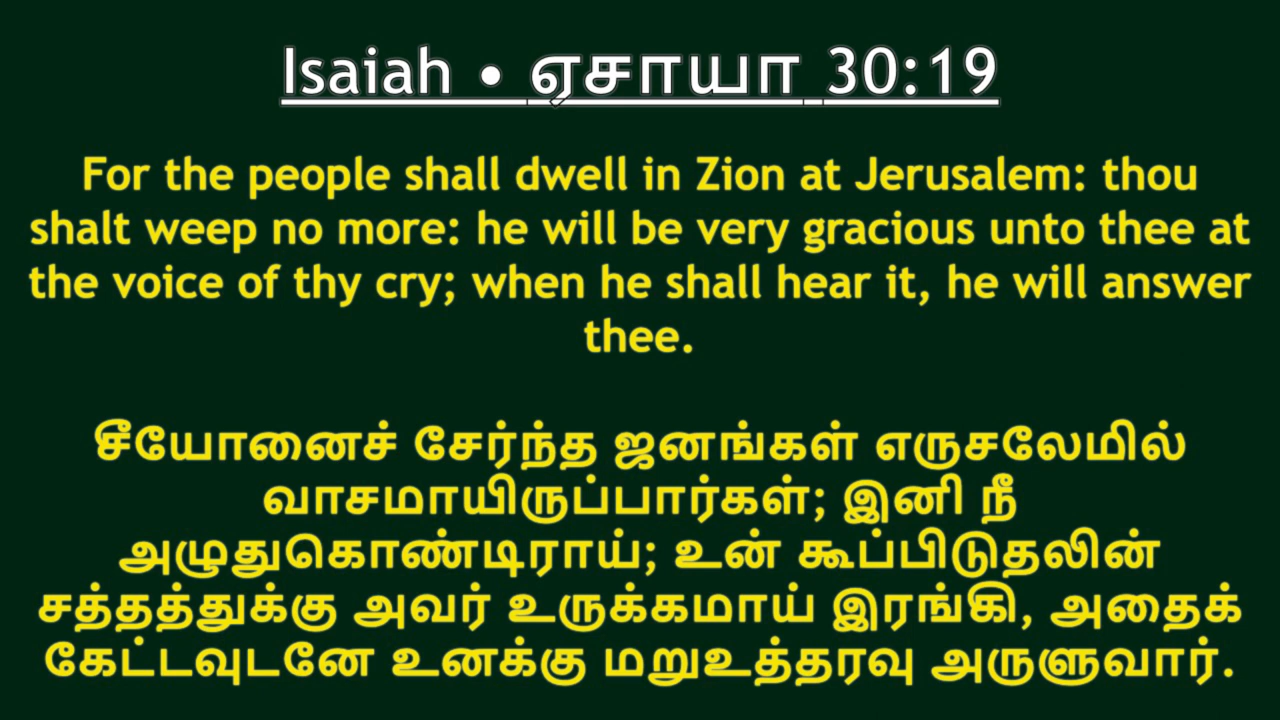 Isaiah • ஏசாயா 30:19
For the people shall dwell in Zion at Jerusalem: thou
shalt weep no more: he will be very gracious unto thee at
the voice of thy cry; when he shall hear it, he will answer
thee.
சீயோனைச் சேர்ந்த ஜனங்கள் எருசலேமில்
வாசமாயிருப்பார்கள்; இனி நீ
அழுதுகொண்டிராய்; உன் கூப்பிடுதலின்
சத்தத்துக்கு அவர் உருக்கமாய் இரங்கி, அதைக்
கேட்டவுடனே உனக்கு மறுஉத்தரவு அருளுவார்.